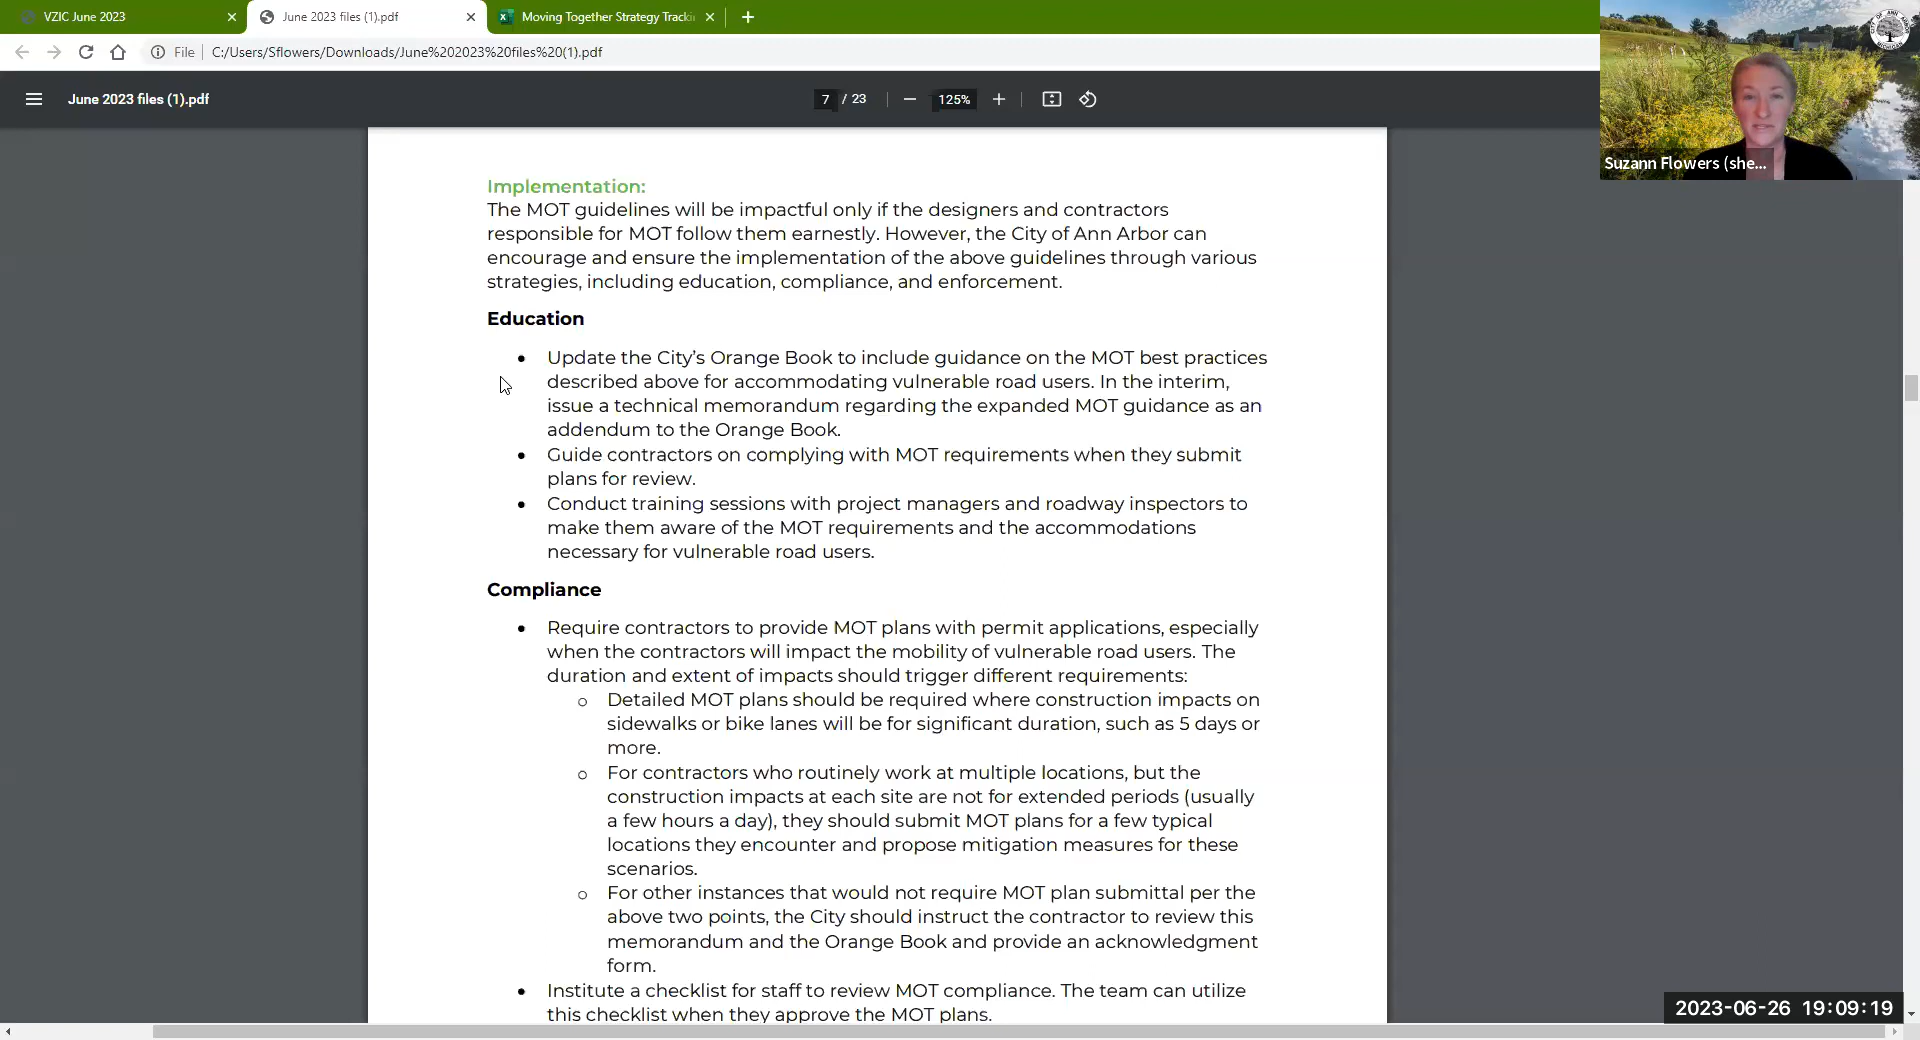 VZIC June 2023
June 2023 files (1).pdf
Moving Together Strategy Tracki
File
C:/Users/Sflowers/Downloads/June%202023%20files%20(1).pdf
June 2023 files (1).pdf
7 / 23
125%
Suzann Flowers (she...
Implementation:
The MOT guidelines will be impactful only if the designers and contractors
responsible for MOT follow them earnestly. However, the City of Ann Arbor can
encourage and ensure the implementation of the above guidelines through various
strategies, including education, compliance, and enforcement.
Education
• Update the City’s Orange Book to include guidance on the MOT best practices
described above for accommodating vulnerable road users. In the interim,
issue a technical memorandum regarding the expanded MOT guidance as an
addendum to the Orange Book.
• Guide contractors on complying with MOT requirements when they submit
plans for review.
• Conduct training sessions with project managers and roadway inspectors to
make them aware of the MOT requirements and the accommodations
necessary for vulnerable road users.
Compliance
• Require contractors to provide MOT plans with permit applications, especially
when the contractors will impact the mobility of vulnerable road users. The
duration and extent of impacts should trigger different requirements:
o Detailed MOT plans should be required where construction impacts on
sidewalks or bike lanes will be for significant duration, such as 5 days or
more.
o For contractors who routinely work at multiple locations, but the
construction impacts at each site are not for extended periods (usually
a few hours a day), they should submit MOT plans for a few typical
locations they encounter and propose mitigation measures for these
scenarios.
o For other instances that would not require MOT plan submittal per the
above two points, the City should instruct the contractor to review this
memorandum and the Orange Book and provide an acknowledgment
form.
• Institute a checklist for staff to review MOT compliance. The team can utilize
this checklist when they approve the MOT plans.
2023-06-26 19:09:19